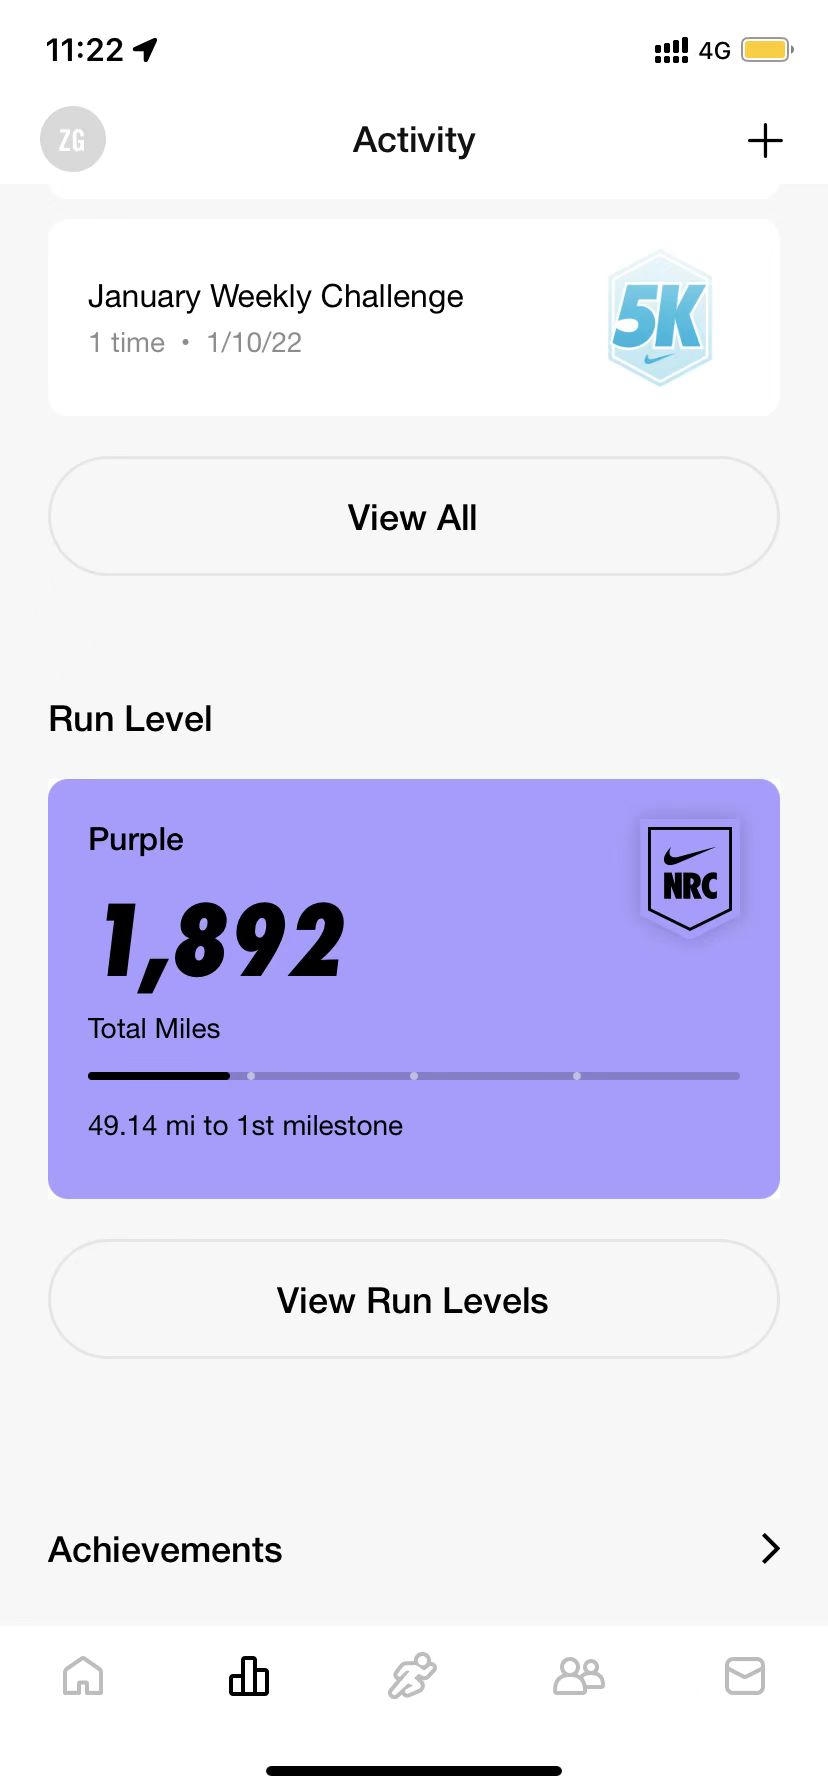 11:22
4G
ZG
Activity
January Weekly Challenge
1 time • 1/10/22
5K
View All
Run Level
Purple
NRC
1,892
Total Miles
49.14 mi to 1st milestone
View Run Levels
Achievements